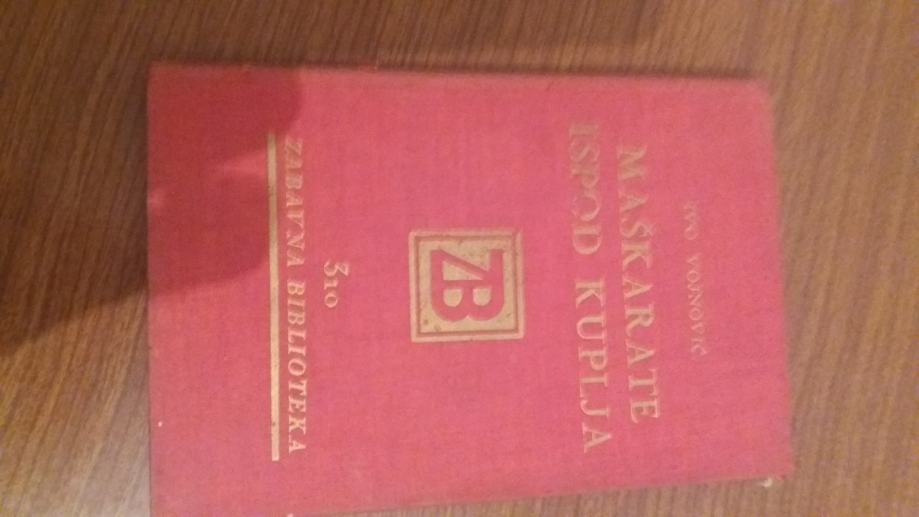 IVO VOJNOVIĆ
MAŠKARATE
ISPOD KUPLJA
ZB
310
ZABAVNA BIBLIOTEKA